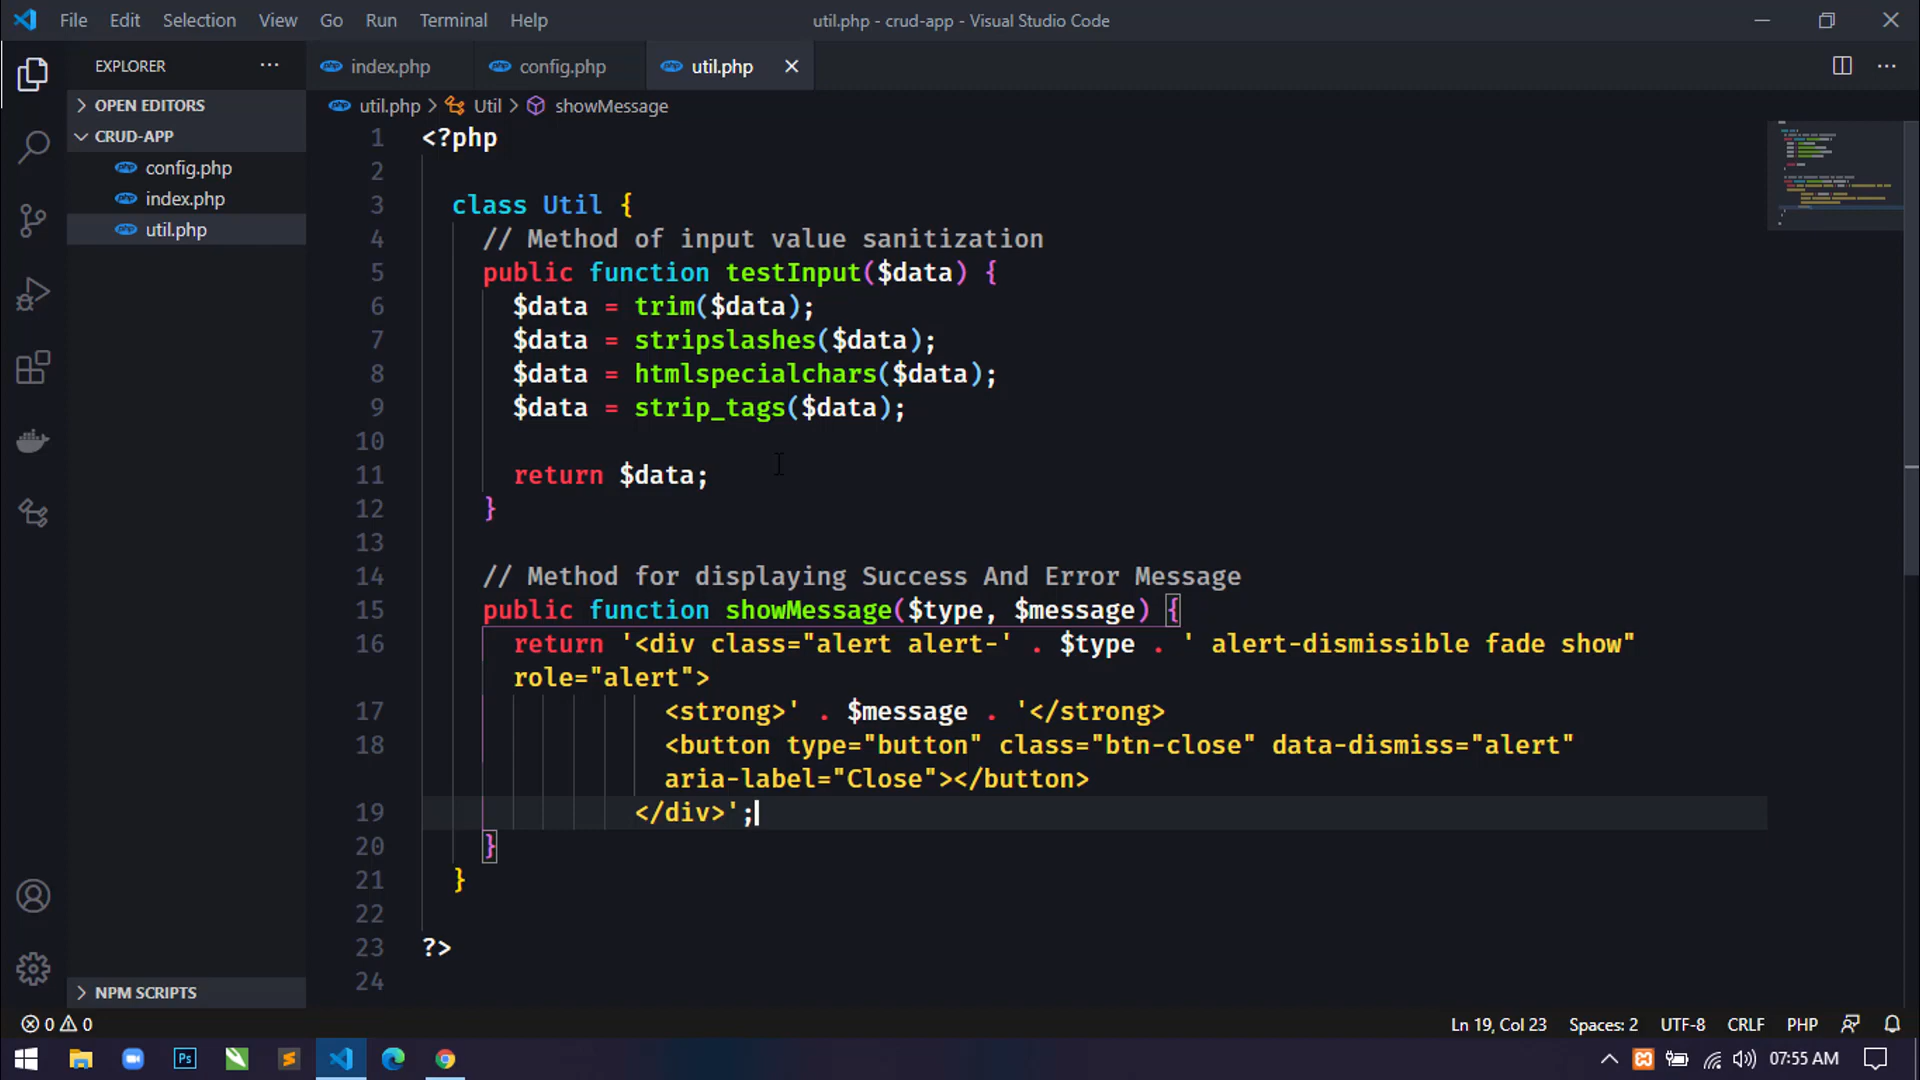 File Edit Selection View Go Run Terminal Help
util.php - crud-app - Visual Studio Code
EXPLORER
OPEN EDITORS
CRUD-APP
config.php
index.php
util.php
NPM SCRIPTS
index.php config.php util.php
util.php > Util > showMessage
1 <?php
2
3 class Util {
4 // Method of input value sanitization
5 public function testInput($data) {
6 $data = trim($data);
7 $data = stripslashes($data);
8 $data = htmlspecialchars($data);
9 $data = strip_tags($data);
10
11 return $data;
12 }
13
14 // Method for displaying Success And Error Message
15 public function showMessage($type, $message) {
16 return '<div class="alert alert-' . $type . ' alert-dismissible fade show"
role="alert">
17 <strong>' . $message . '</strong>
18 <button type="button" class="btn-close" data-dismiss="alert"
aria-label="Close"></button>
19 </div>';
20 }
21 }
22
23 ?>
24
0 0
Ln 19, Col 23 Spaces: 2 UTF-8 CRLF PHP
Ps
07:55 AM